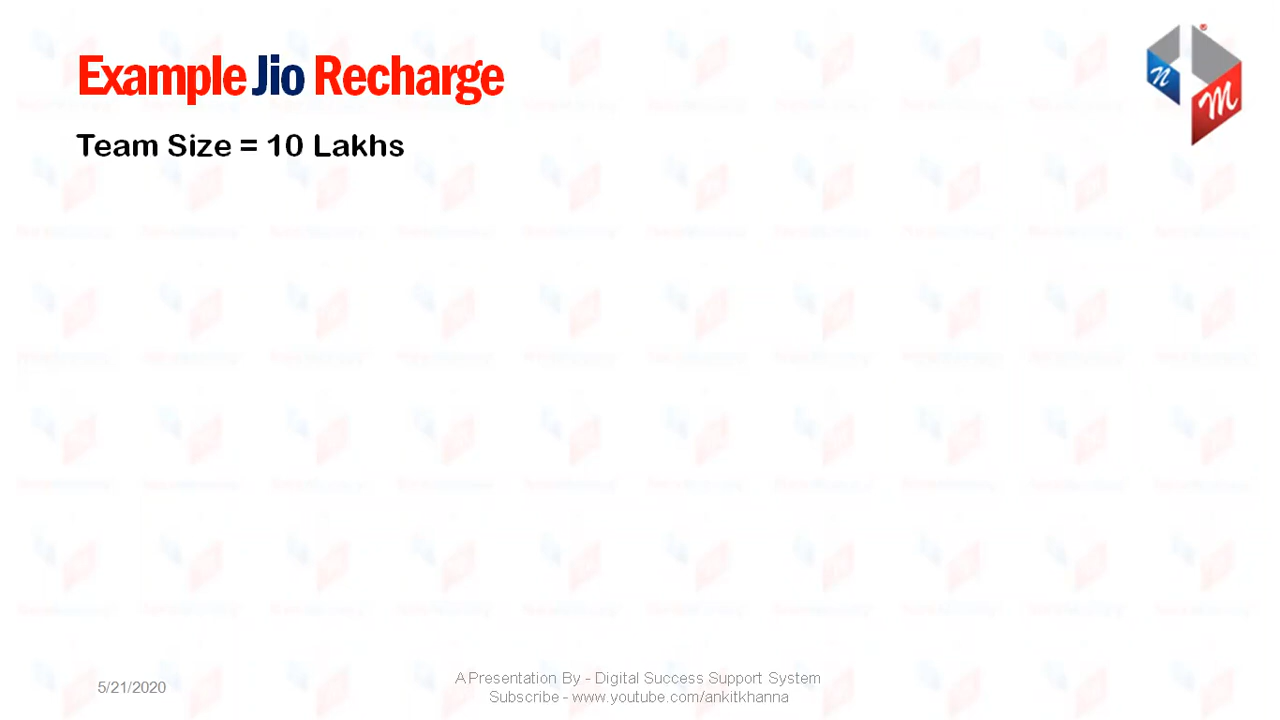 Example Jio Recharge
Team Size = 10 Lakhs
n
M
®
5/21/2020
A Presentation By - Digital Success Support System
Subscribe - www.youtube.com/ankitkhanna